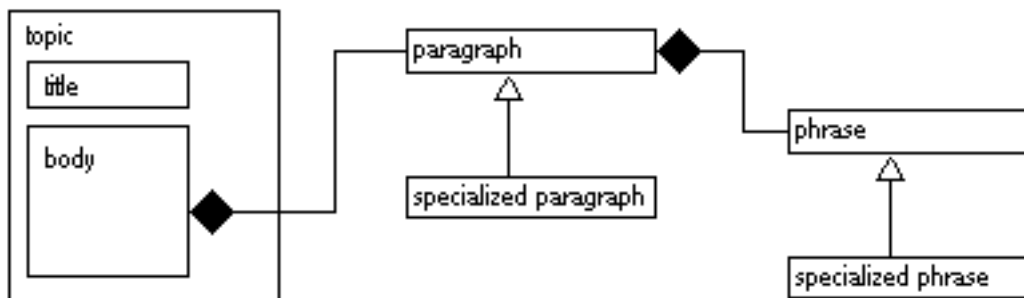 topic
title
body
paragraph
specialized paragraph
phrase
specialized phrase